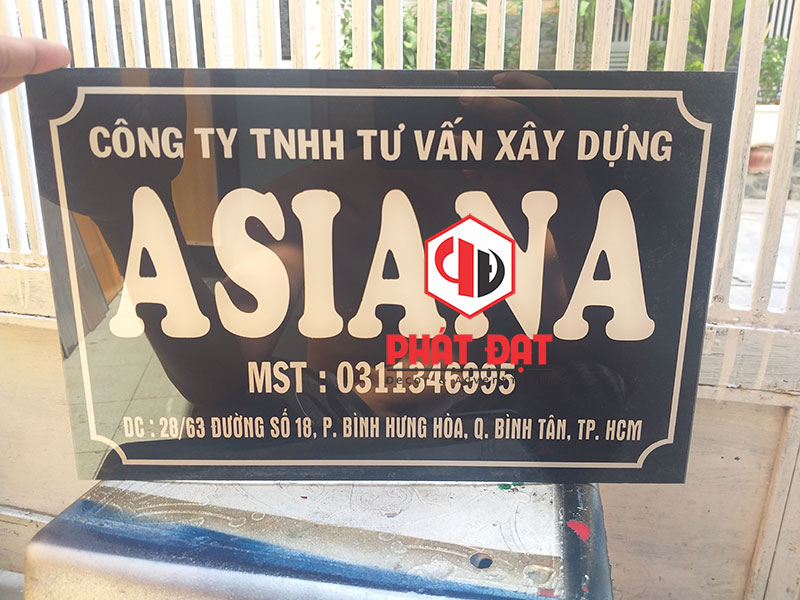 CÔNG TY TNHH TƯ VẤN XÂY DỰNG
ASIANA
PHÁT ĐẠT
MST : 0311346995
ĐC : 28/63 ĐƯỜNG SỐ 18, P. BÌNH HƯNG HÒA, Q. BÌNH TÂN, TP. HCM